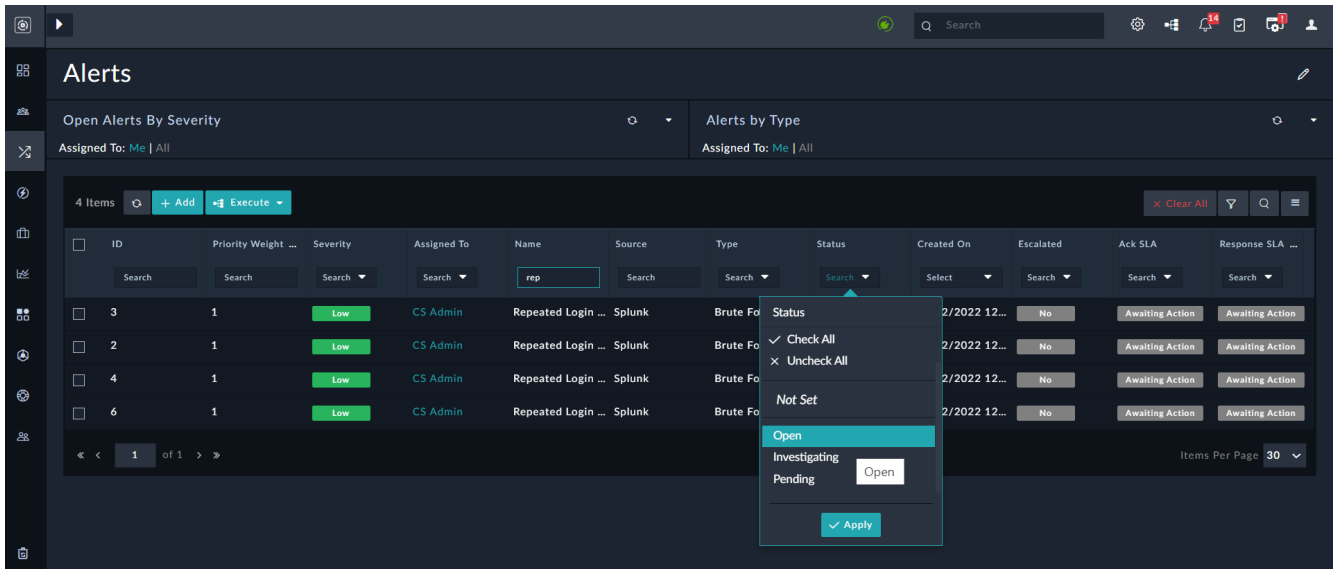 Search
14
!
Alerts
Open Alerts By Severity
Alerts by Type
Assigned To: Me | All
Assigned To: Me | All
4 Items
+ Add
Execute
× Clear All
ID Priority Weight ... Severity Assigned To Name Source Type Status Created On Escalated Ack SLA Response SLA ...
Search Search Search Search rep Search Search Search Select Search Search Search
3 1 Low CS Admin Repeated Login ... Splunk Brute Fo 2/2022 12... No Awaiting Action Awaiting Action
2 1 Low CS Admin Repeated Login ... Splunk Brute Fo 2/2022 12... No Awaiting Action Awaiting Action
4 1 Low CS Admin Repeated Login ... Splunk Brute Fo 2/2022 12... No Awaiting Action Awaiting Action
6 1 Low CS Admin Repeated Login ... Splunk Brute Fo 2/2022 12... No Awaiting Action Awaiting Action
Status
Check All
Uncheck All
Not Set
Open
Investigating
Pending
Open
Apply
« < 1 of 1 > »
Items Per Page 30